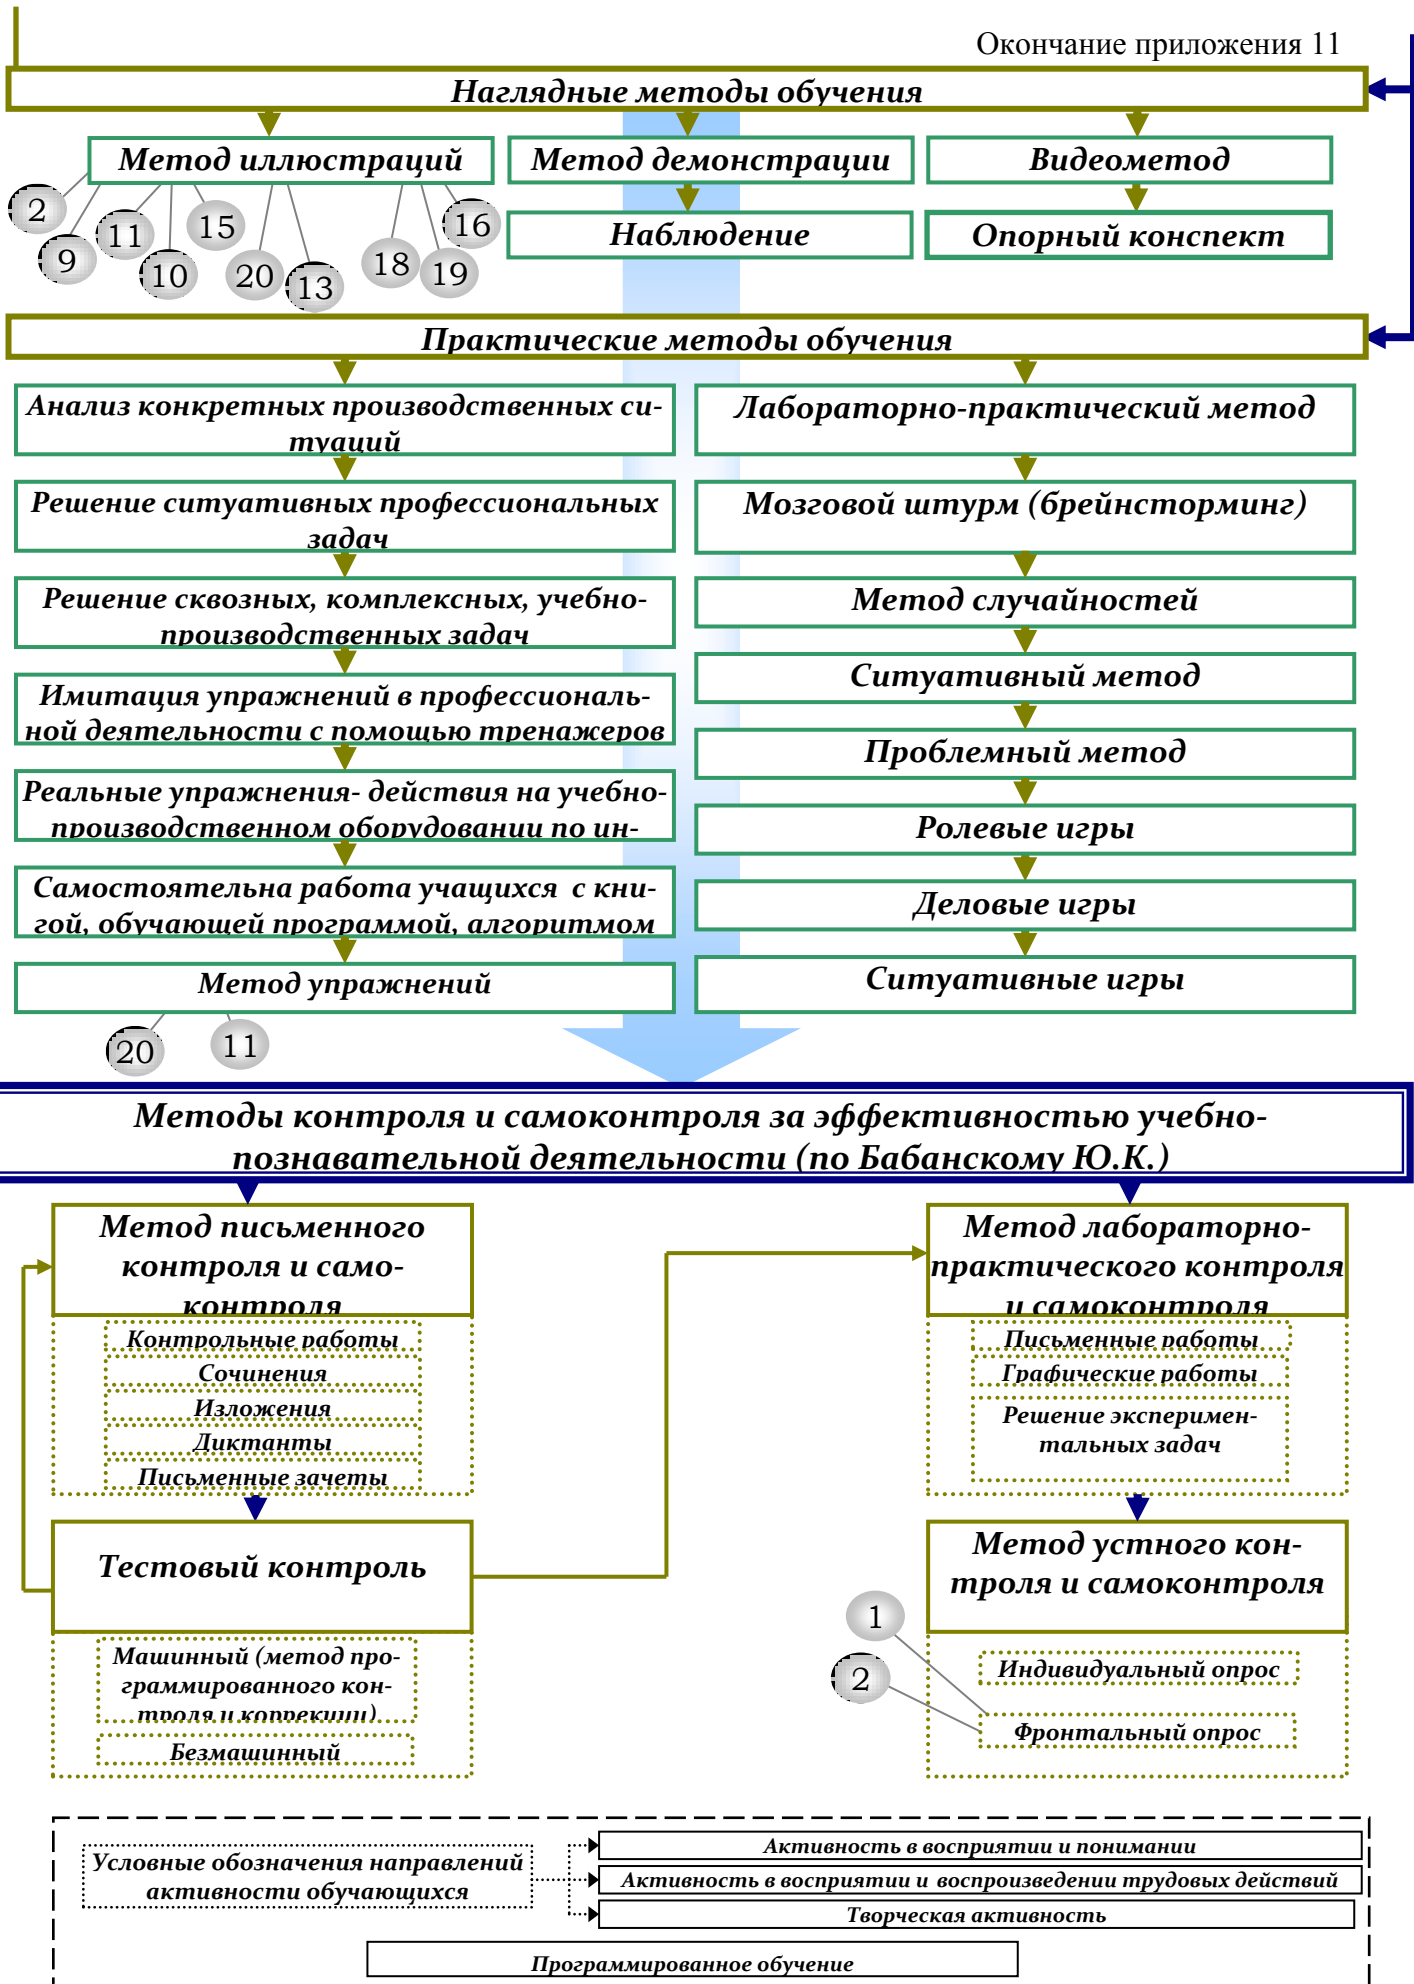 Окончание приложения 11
Наглядные методы обучения
Метод иллюстраций
Метод демонстрации
Видеометод
2
9
11
10
15
20
13
18
19
16
Наблюдение
Опорный конспект
Практические методы обучения
Анализ конкретных производственных си-
туаций
Решение ситуативных профессиональных
задач
Решение сквозных, комплексных, учебно-
производственных задач
Имитация упражнений в профессиональ-
ной деятельности с помощью тренажеров
Реальные упражнения- действия на учебно-
производственном оборудовании по ин-
Самостоятельна работа учащихся с кни-
гой, обучающей программой, алгоритмом
Метод упражнений
20
11
Лабораторно-практический метод
Мозговой штурм (брейнсторминг)
Метод случайностей
Ситуативный метод
Проблемный метод
Ролевые игры
Деловые игры
Ситуативные игры
Методы контроля и самоконтроля за эффективностью учебно-
познавательной деятельности (по Бабанскому Ю.К.)
Метод письменного
контроля и само-
контроля
Контрольные работы
Сочинения
Изложения
Диктанты
Письменные зачеты
Тестовый контроль
Машинный (метод про-
граммированного кон-
троля и коррекции)
Безмашинный
Метод лабораторно-
практического контроля
и самоконтроля
Письменные работы
Графические работы
Решение эксперимен-
тальных задач
Метод устного кон-
троля и самоконтроля
1
2
Индивидуальный опрос
Фронтальный опрос
Условные обозначения направлений
активности обучающихся
Активность в восприятии и понимании
Активность в восприятии и воспроизведении трудовых действий
Творческая активность
Программированное обучение